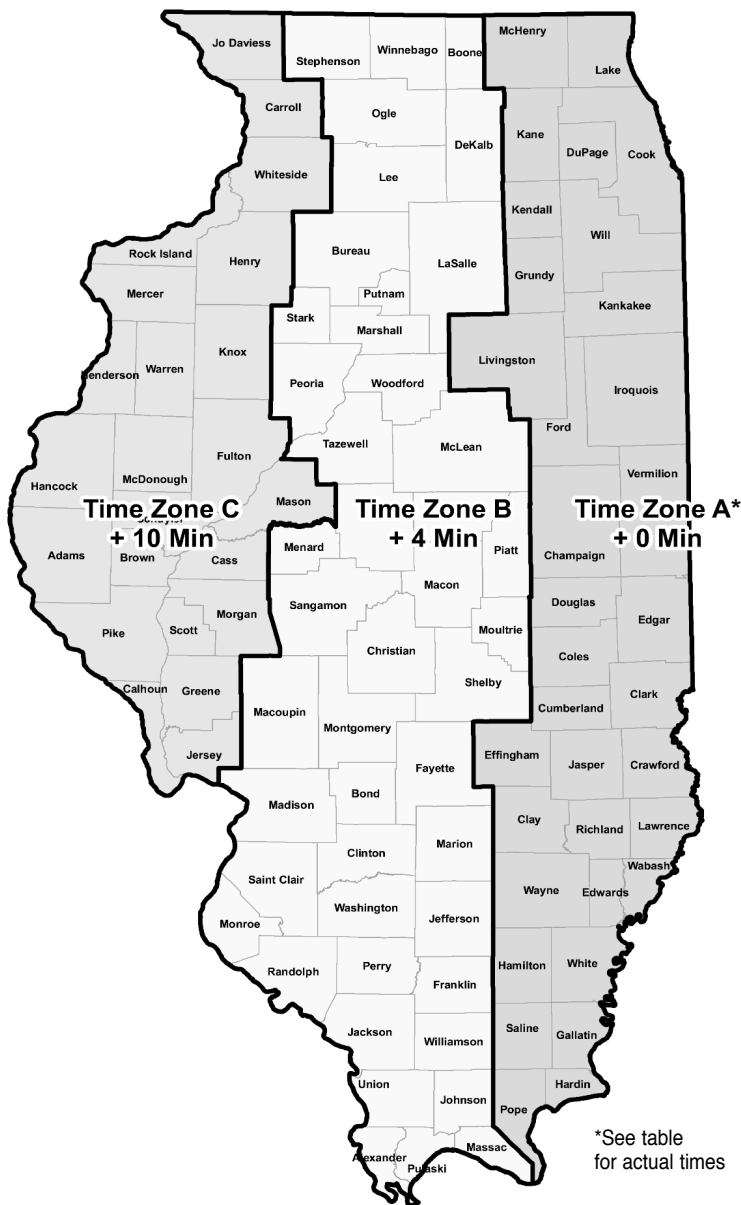 McHenry
Jo Daviess
Winnebago
Boone
Stephenson
Lake
Carroll
Ogle
Kane
DeKalb
DuPage
Cook
Whiteside
Lee
Kendall
Will
Rock Island
Henry
Bureau
LaSalle
Grundy
Mercer
Putnam
Kankakee
Stark
Marshall
Knox
Livingston
Warren
Henderson
Peoria
Woodford
Iroquois
Ford
Tazewell
McLean
Fulton
Vermilion
McDonough
Hancock
Mason
Time Zone C
+ 10 Min
Time Zone B
+ 4 Min
Time Zone A*
+ 0 Min
Adams
Brown
Cass
Menard
Piatt
Champaign
Macon
Douglas
Sangamon
Morgan
Edgar
Pike
Scott
Moultrie
Christian
Coles
Shelby
Calhoun
Greene
Clark
Cumberland
Macoupin
Montgomery
Jersey
Effingham
Jasper
Crawford
Fayette
Bond
Madison
Clay
Richland
Lawrence
Marion
Clinton
Wabash
Saint Clair
Wayne
Edwards
Washington
Jefferson
Monroe
Hamilton
White
Perry
Randolph
Franklin
Saline
Jackson
Gallatin
Williamson
Union
Hardin
Johnson
Pope
Massac
Alexander
Pulaski
*See table
for actual times